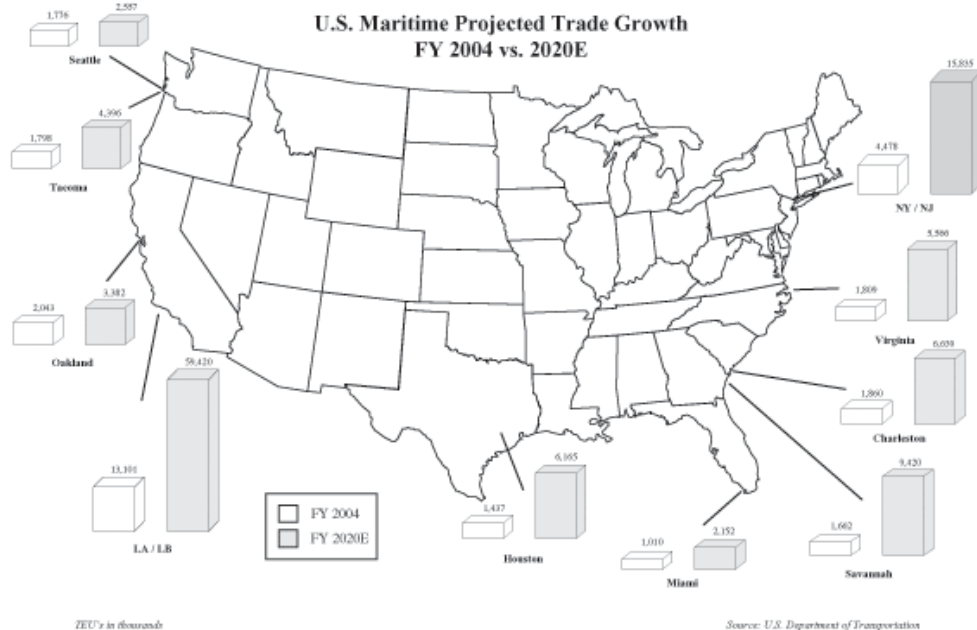 U.S. Maritime Projected Trade Growth
FY 2004 vs. 2020E
1,776
2,557
Seattle
1,798
4,396
Tacoma
2,043
3,382
Oakland
13,101
59,420
LA / LB
FY 2004
FY 2020E
1,437
6,165
Houston
1,010
2,152
Miami
1,662
9,420
Savannah
1,860
6,630
Charleston
1,809
5,566
Virginia
4,478
15,835
NY / NJ
TEU's in thousands
Source: U.S. Department of Transportation